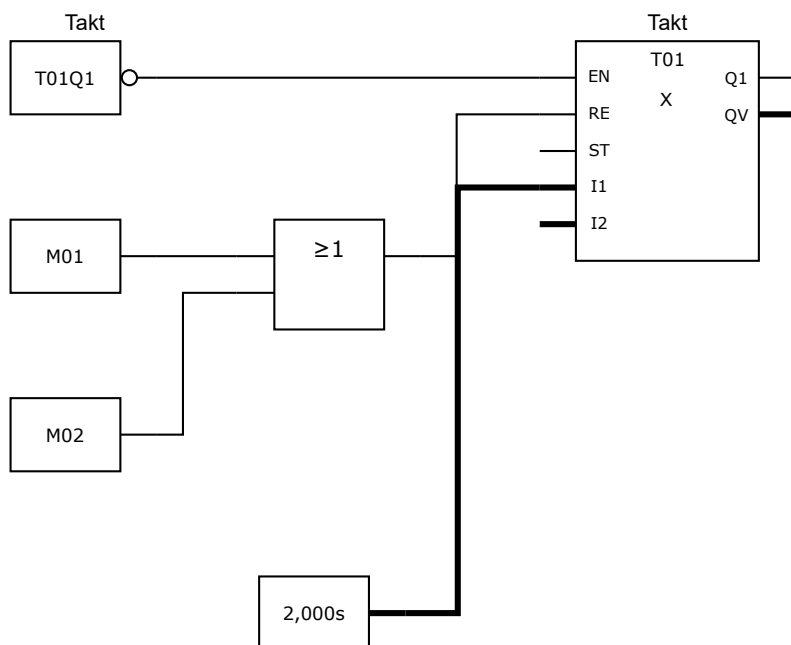 Takt
T01Q1
Takt
T01
X
EN
RE
ST
I1
I2
Q1
QV
M01
≥1
M02
2,000s